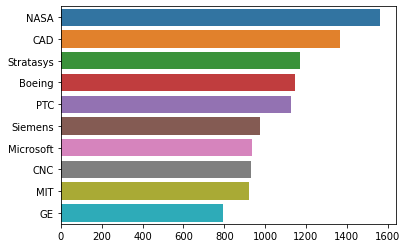 NASA
CAD
Stratasys
Boeing
PTC
Siemens
Microsoft
CNC
MIT
GE
0 200 400 600 800 1000 1200 1400 1600